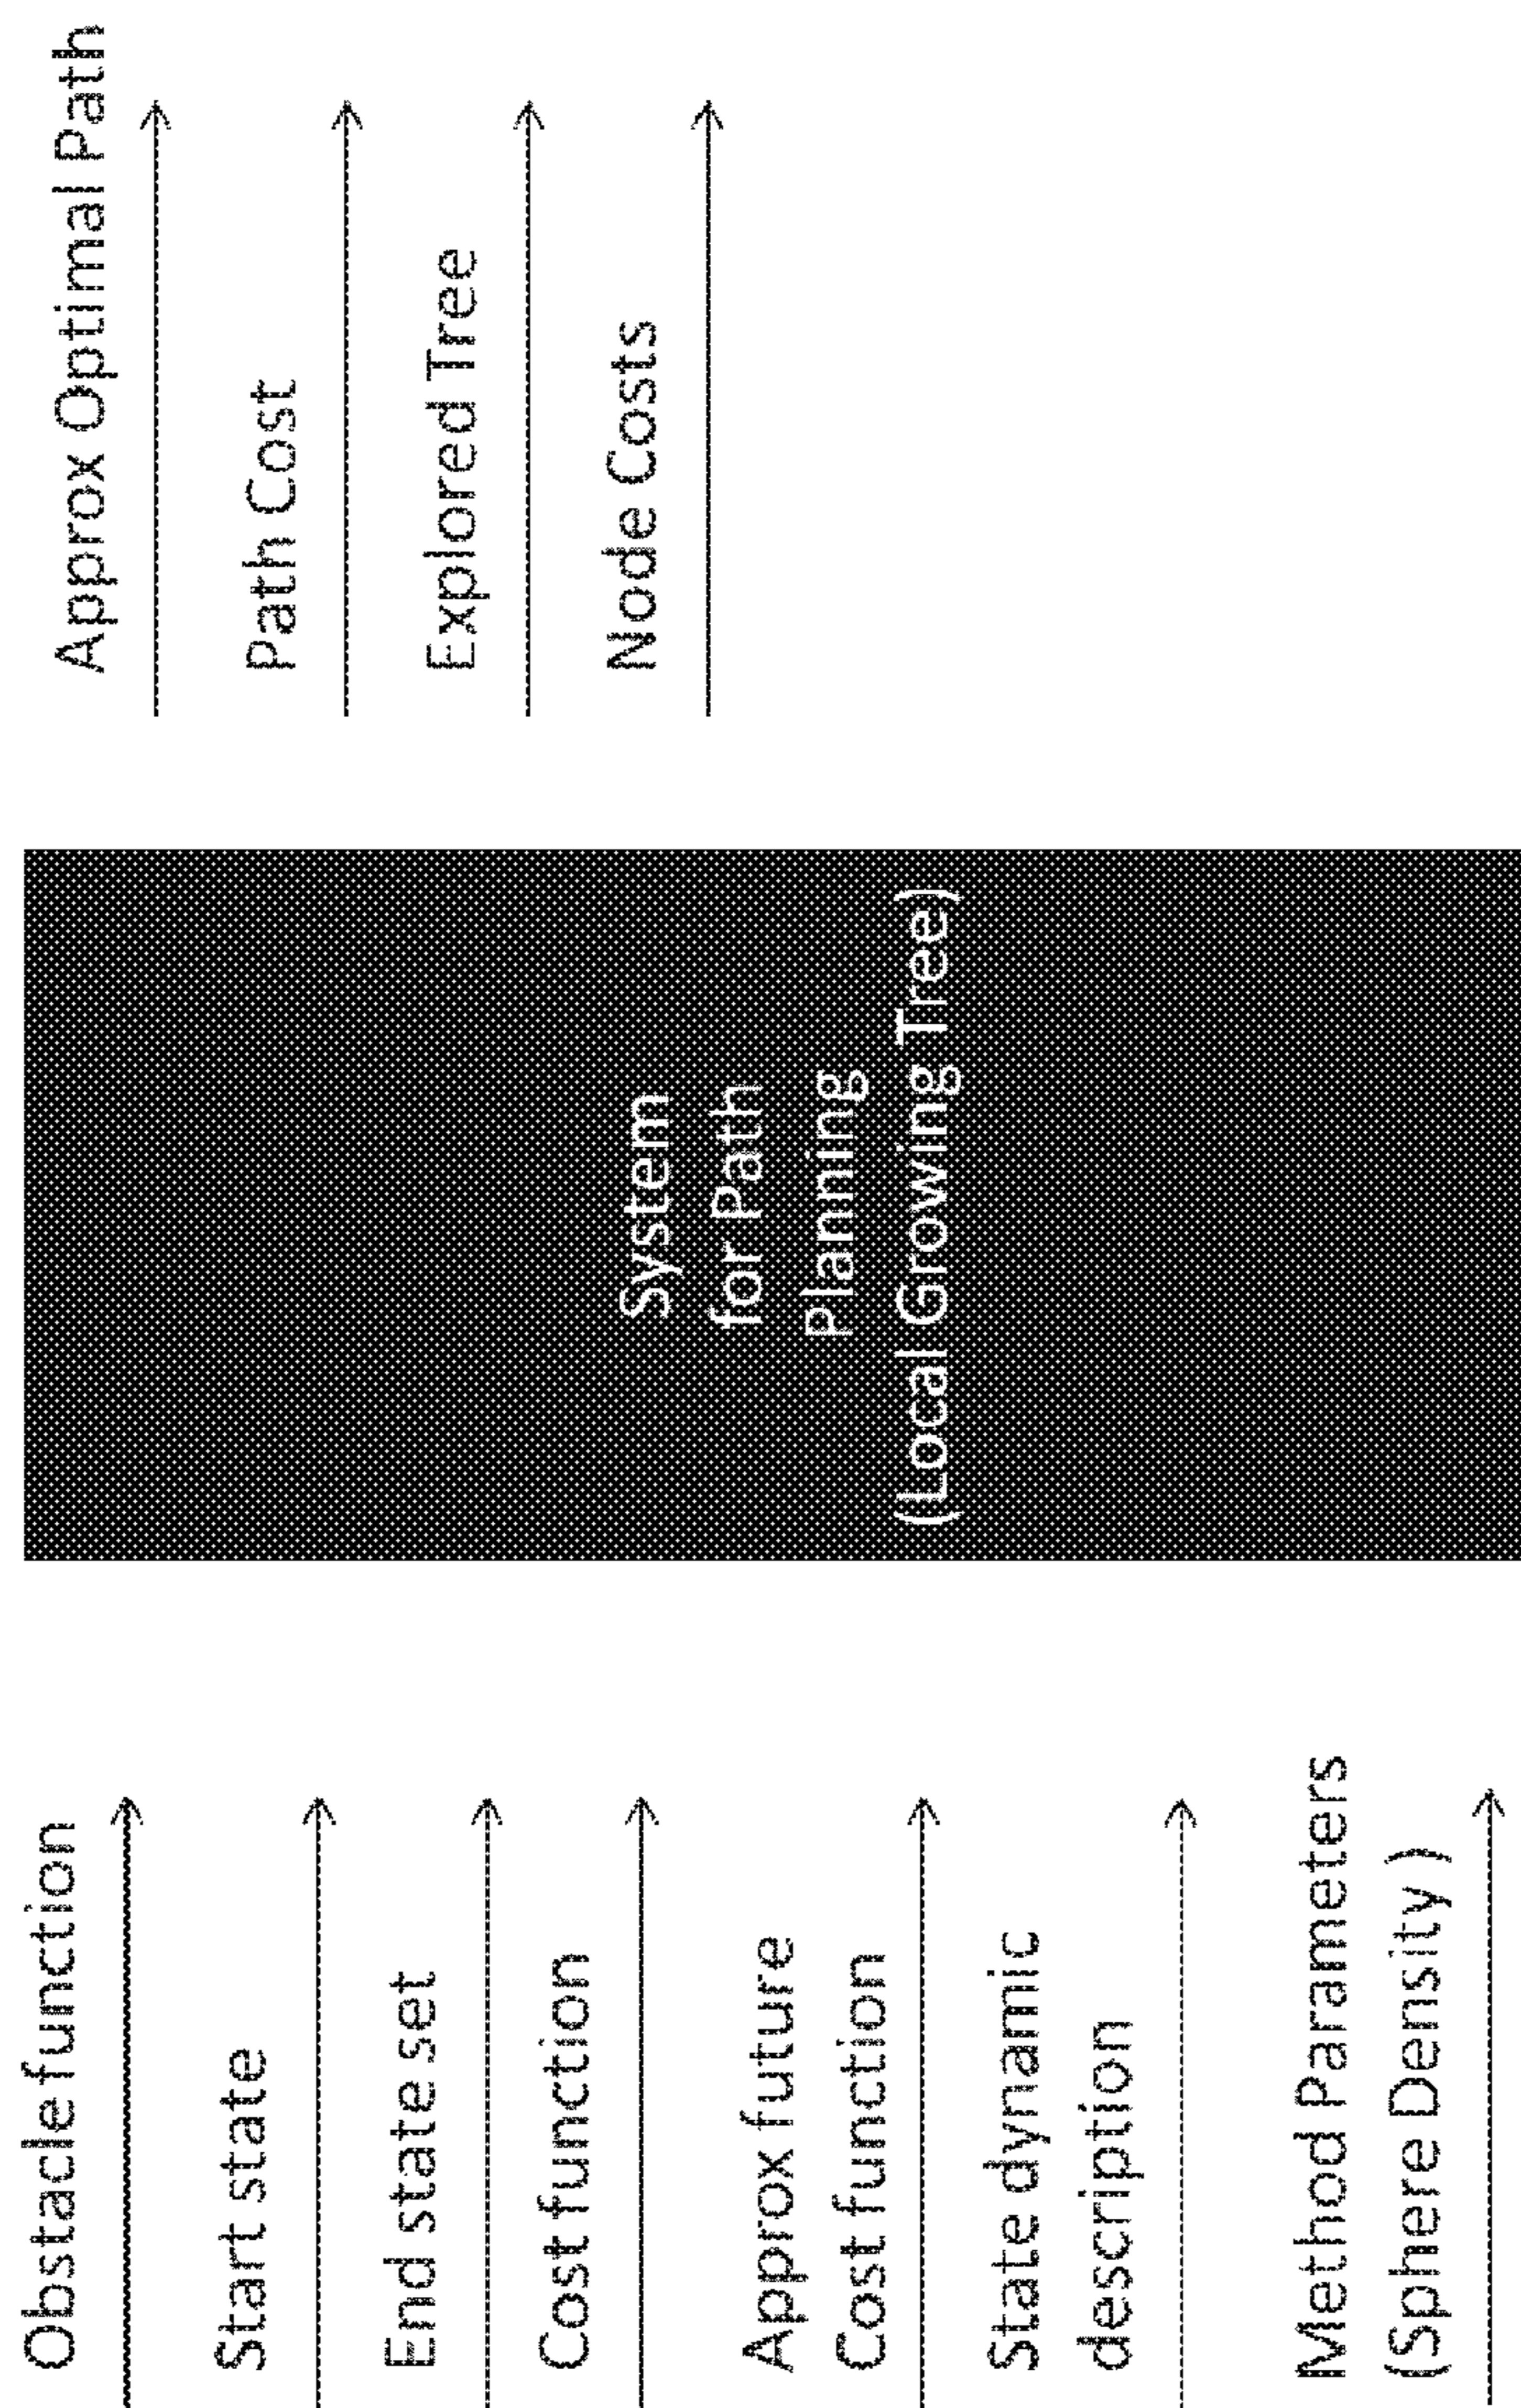 Obstacle function
Start state
End state set
Cost function
Approx future
Cost function
State dynamic
description
Method Parameters
(Sphere Density )
System
for Path
Planning
(Local Growing Tree)
Approx Optimal Path
Path Cost
Explored Tree
Node Costs